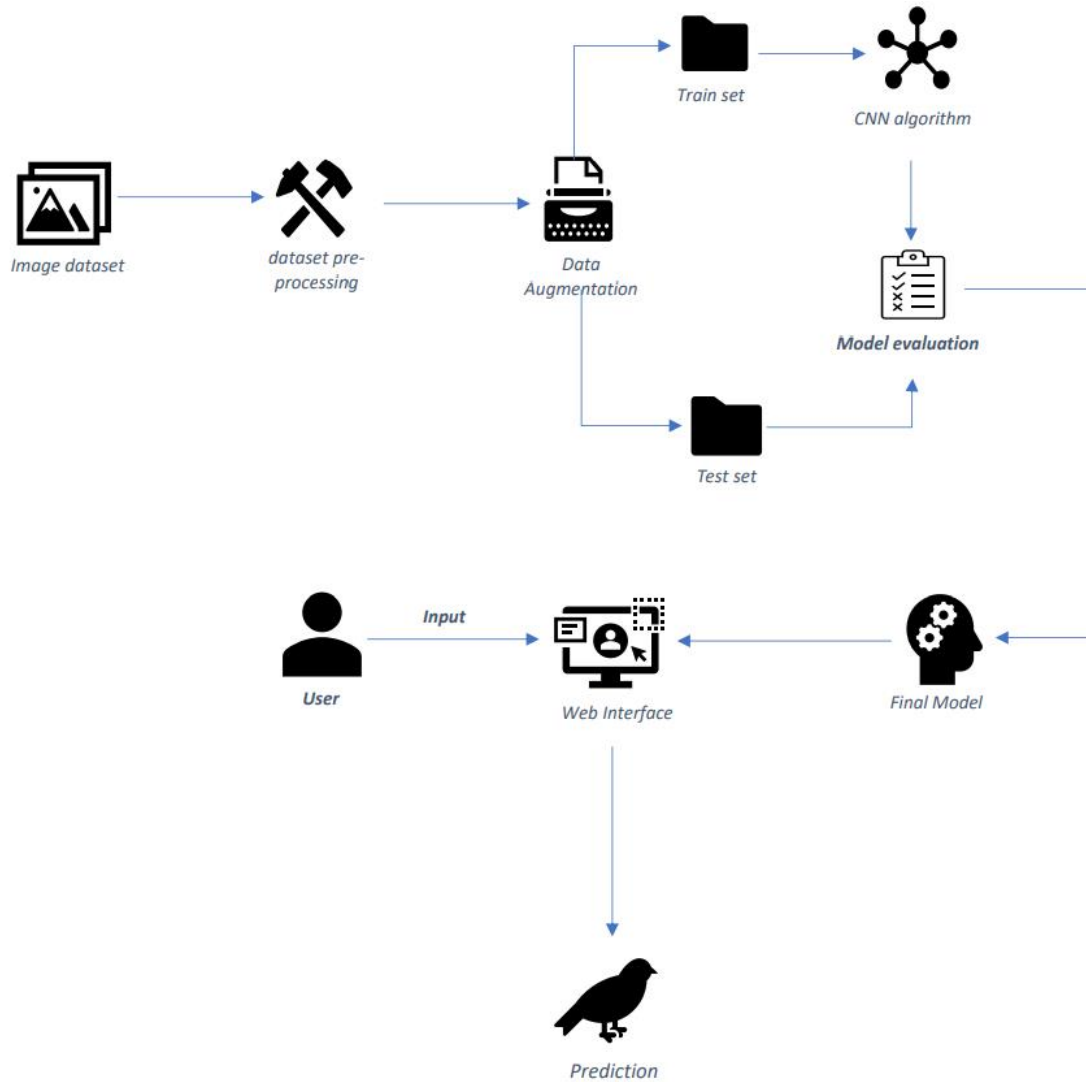 Train set
CNN algorithm
Image dataset
dataset pre-
processing
Data
Augmentation
Model evaluation
Test set
Input
User
Web Interface
Final Model
Prediction